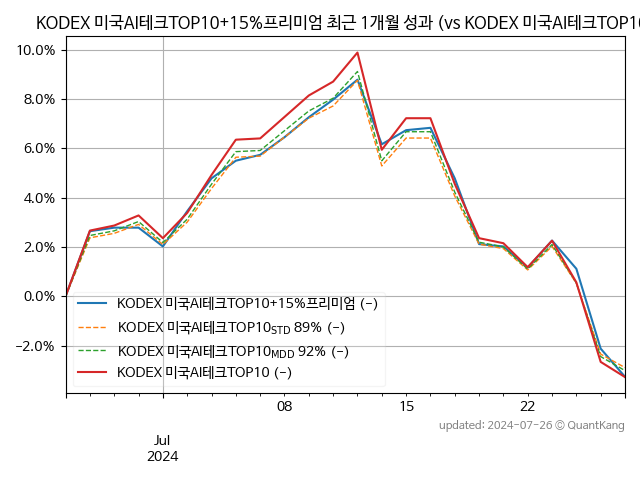 KODEX 미국AI테크TOP10+15%프리미엄 최근 1개월 성과 (vs KODEX 미국AI테크TOP10
10.0%
8.0%
6.0%
4.0%
2.0%
0.0%
−2.0%
KODEX 미국AI테크TOP10+15%프리미엄 (−)
KODEX 미국AI테크TOP10STD 89% (−)
KODEX 미국AI테크TOP10MDD 92% (−)
KODEX 미국AI테크TOP10 (−)
08 15 22
Jul
2024
updated: 2024-07-26 © QuantKang